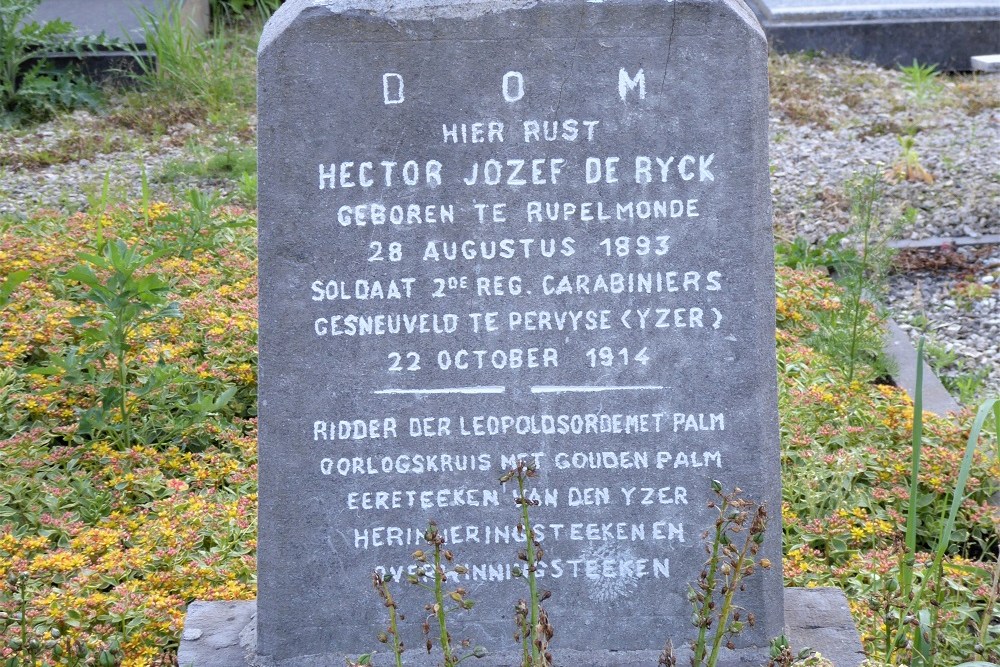 D O M
HIER RUST
HECTOR JOZEF DE RYCK
GEBOREN TE RUPELMONDE
28 AUGUSTUS 1893
SOLDAAT 2DE REG. CARABINIERS
GESNEUVELD TE PERVYSE (YZER)
22 OCTOBER 1914
RIDDER DER LEOPOLDSORDEMET PALM
OORLOGSKRUIS MET GOUDEN PALM
EERETEEKEN VAN DEN YZER
HERINNERINGSTEEKEN EN
OVERWINNINGSTEEKEN